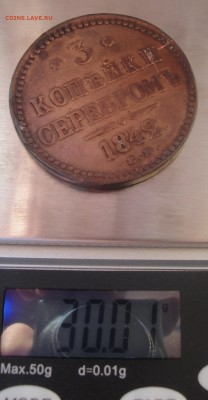 COINS.LAVE.RU
* 3 *
КОПѢЙКИ
СЕРЕБРОМЪ
1842
30.01 g
Max.50g d=0.01g